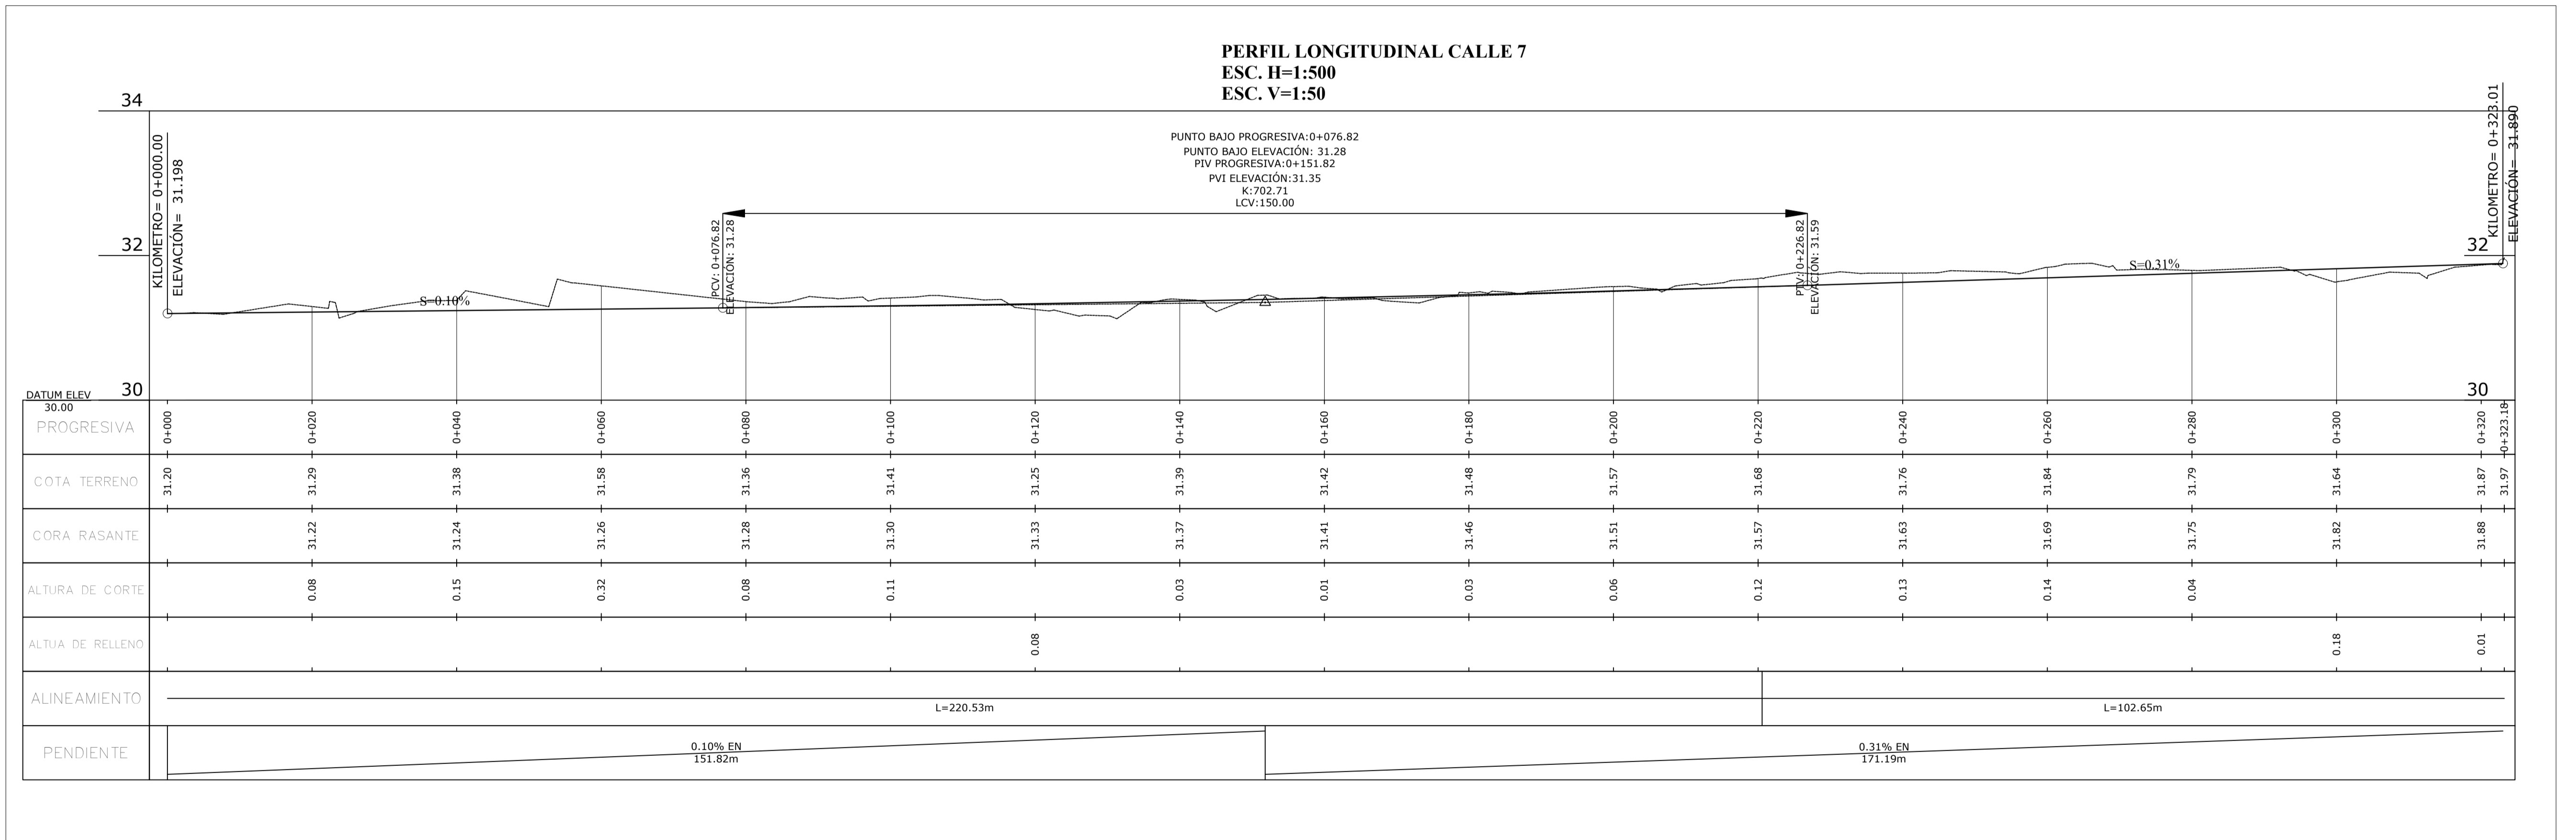 PERFIL LONGITUDINAL CALLE 7
ESC. H=1:500
ESC. V=1:50
34
32
30
KILOMETRO= 0+000.00
ELEVACIÓN= 31.198
PUNTO BAJO PROGRESIVA:0+076.82
PUNTO BAJO ELEVACIÓN: 31.28
PIV PROGRESIVA:0+151.82
PVI ELEVACIÓN:31.35
K:702.71
LCV:150.00
PCV: 0+076.82
ELEVACIÓN: 31.28
PTV: 0+226.82
ELEVACIÓN: 31.59
KILOMETRO= 0+323.01
ELEVACIÓN= 31.890
32
30
S=0.10%
S=0.31%
DATUM ELEV
30.00
PROGRESIVA 0+000 0+020 0+040 0+060 0+080 0+100 0+120 0+140 0+160 0+180 0+200 0+220 0+240 0+260 0+280 0+300 0+320 0+323.18
COTA TERRENO 31.20 31.29 31.38 31.58 31.36 31.41 31.25 31.39 31.42 31.48 31.57 31.68 31.76 31.84 31.79 31.64 31.87 31.97
CORA RASANTE 31.22 31.24 31.26 31.28 31.30 31.33 31.37 31.41 31.46 31.51 31.57 31.63 31.69 31.75 31.82 31.88
ALTURA DE CORTE 0.08 0.15 0.32 0.08 0.11 0.03 0.01 0.03 0.06 0.12 0.13 0.14 0.04
ALTUA DE RELLENO 0.08 0.18 0.01
ALINEAMIENTO L=220.53m L=102.65m
PENDIENTE
0.10% EN
151.82m
0.31% EN
171.19m